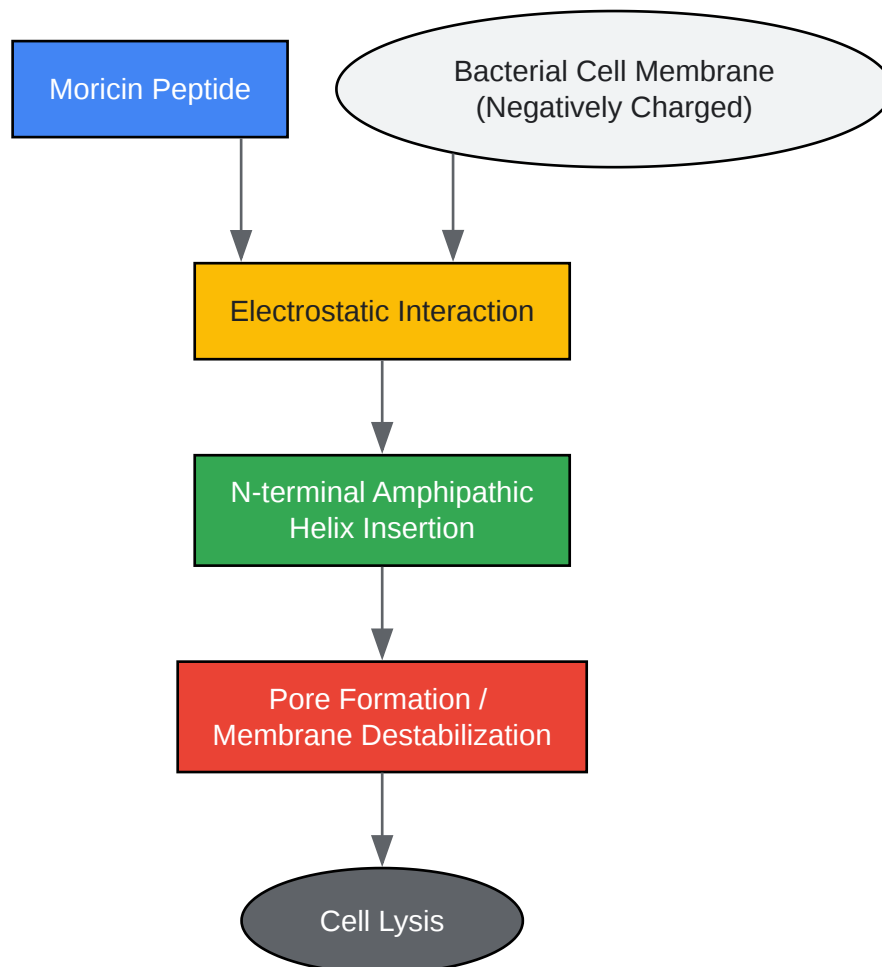 Moricin Peptide
Bacterial Cell Membrane
(Negatively Charged)
Electrostatic Interaction
N-terminal Amphipathic
Helix Insertion
Pore Formation /
Membrane Destabilization
Cell Lysis